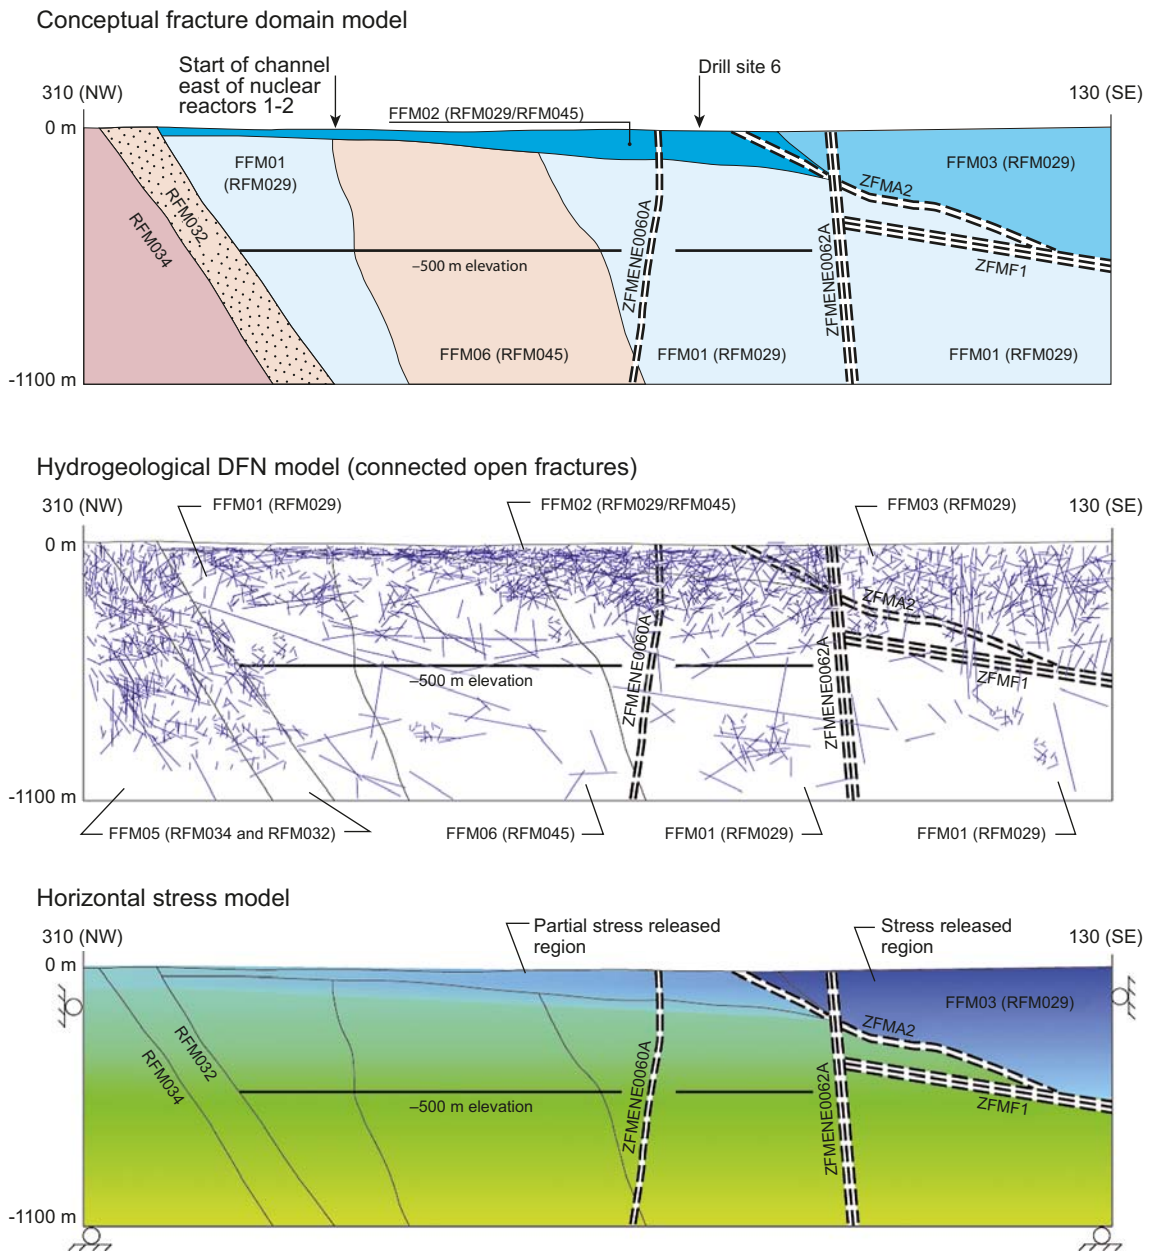 Conceptual fracture domain model
Start of channel
east of nuclear
reactors 1-2
Drill site 6
310 (NW)
130 (SE)
FFM02 (RFM029/RFM045)
0 m
FFM01
(RFM029)
FFM03 (RFM029)
ZFMA2
RFM032
RFM034
ZFMENE0060A
ZFMENE0062A
–500 m elevation
ZFMF1
FFM06 (RFM045)
FFM01 (RFM029)
FFM01 (RFM029)
-1100 m
Hydrogeological DFN model (connected open fractures)
310 (NW)
FFM01 (RFM029)
FFM02 (RFM029/RFM045)
FFM03 (RFM029)
130 (SE)
0 m
ZFMA2
ZFMENE0060A
ZFMENE0062A
–500 m elevation
ZFMF1
-1100 m
FFM05 (RFM034 and RFM032)
FFM06 (RFM045)
FFM01 (RFM029)
FFM01 (RFM029)
Horizontal stress model
Partial stress released
region
Stress released
region
310 (NW)
130 (SE)
0 m
FFM03 (RFM029)
ZFMA2
RFM032
RFM034
ZFMENE0060A
ZFMENE0062A
–500 m elevation
ZFMF1
-1100 m